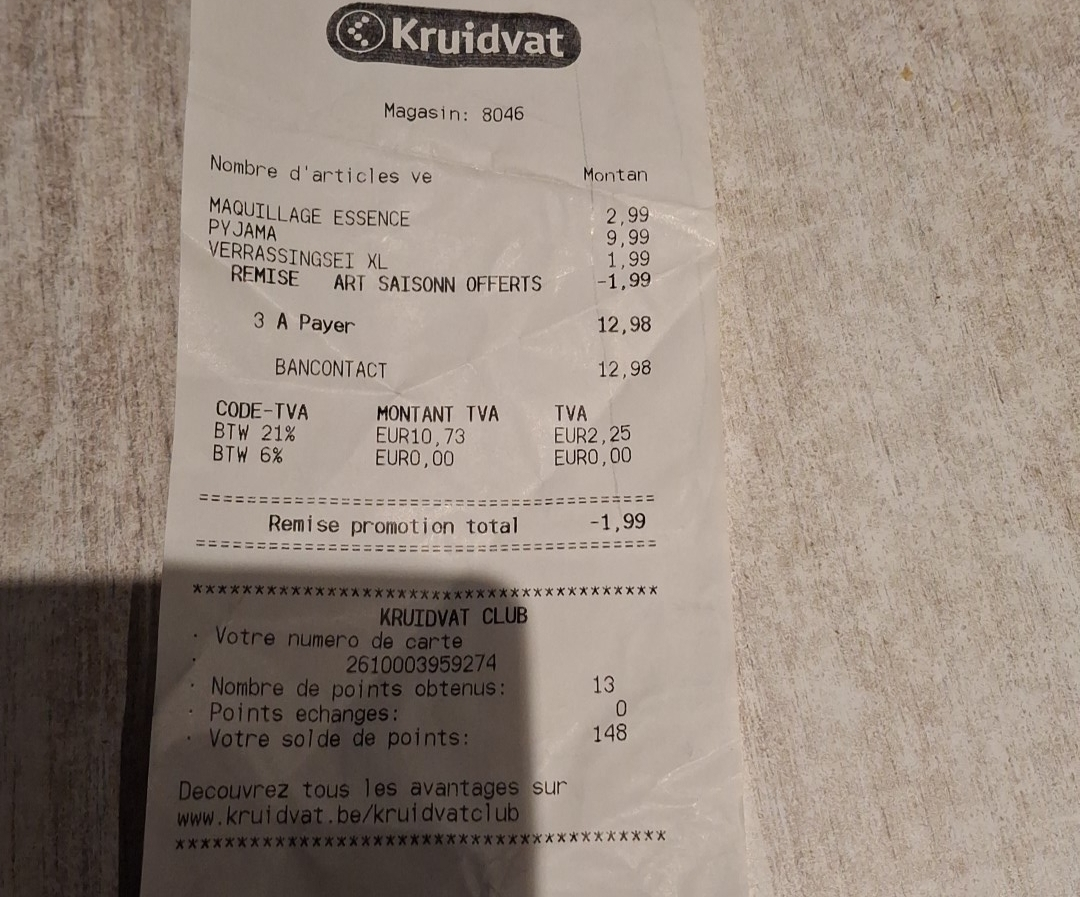 Kruidvat
Magasin: 8046
Nombre d'articles ve Montan
MAQUILLAGE ESSENCE 2,99
PYJAMA 9,99
VERRASSINGSEI XL 1,99
REMISE ART SAISONN OFFERTS -1,99
3 A Payer 12,98
BANCONTACT 12,98
CODE-TVA MONTANT TVA TVA
BTW 21% EUR10,73 EUR2,25
BTW 6% EUR0,00 EUR0,00
=====================================
Remise promotion total -1,99
=====================================
**************************************
KRUIDVAT CLUB
· Votre numero de carte
· 2610003959274
· Nombre de points obtenus: 13
· Points echanges: 0
· Votre solde de points: 148
Decouvrez tous les avantages sur
www.kruidvat.be/kruidvatclub
****************************************